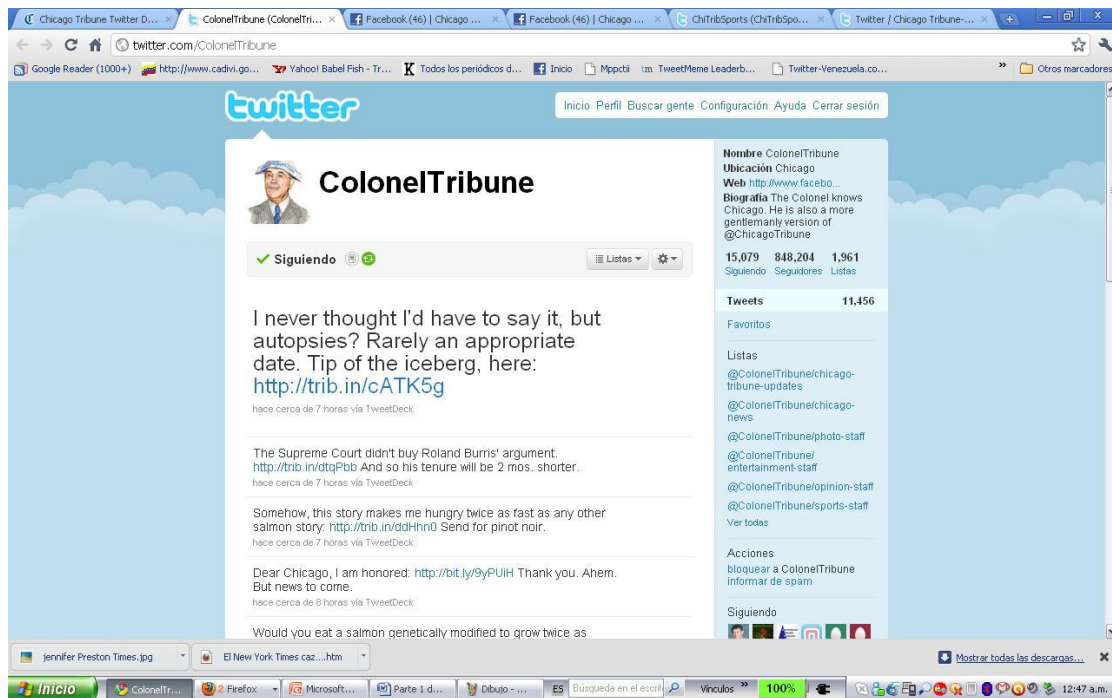 Chicago Tribune Twitter D...
ColonelTribune (ColonelTri...
Facebook (46) | Chicago ...
Facebook (46) | Chicago ...
ChiTribSports (ChiTribSpo...
Twitter / Chicago Tribune-...
twitter.com/ColonelTribune
Google Reader (1000+) http://www.cadivi.go... Yahoo! Babel Fish - Tr... Todos los periódicos d... Inicio Mppctii TweetMeme Leaderb... Twitter-Venezuela.co... » Otros marcadores
twitter
Inicio Perfil Buscar gente Configuración Ayuda Cerrar sesión
ColonelTribune
Siguiendo
Listas
I never thought I'd have to say it, but
autopsies? Rarely an appropriate
date. Tip of the iceberg, here:
http://trib.in/cATK5g
hace cerca de 7 horas vía TweetDeck
The Supreme Court didn't buy Roland Burris' argument.
http://trib.in/dtqPbb And so his tenure will be 2 mos. shorter.
hace cerca de 7 horas vía TweetDeck
Somehow, this story makes me hungry twice as fast as any other
salmon story: http://trib.in/ddHhn0 Send for pinot noir.
hace cerca de 7 horas vía TweetDeck
Dear Chicago, I am honored: http://bit.ly/9yPUiH Thank you. Ahem.
But news to come.
hace cerca de 8 horas vía TweetDeck
Would you eat a salmon genetically modified to grow twice as
Nombre ColonelTribune
Ubicación Chicago
Web http://www.facebo...
Biografía The Colonel knows
Chicago. He is also a more
gentlemanly version of
@ChicagoTribune
15,079 848,204 1,961
Siguiendo Seguidores Listas
Tweets 11,456
Favoritos
Listas
@ColonelTribune/chicago-
tribune-updates
@ColonelTribune/chicago-
news
@ColonelTribune/photo-staff
@ColonelTribune/
entertainment-staff
@ColonelTribune/opinion-staff
@ColonelTribune/sports-staff
Ver todas
Acciones
bloquear a ColonelTribune
informar de spam
Siguiendo
jennifer Preston Times.jpg
El New York Times caz....htm
Mostrar todas las descargas...
Inicio
ColonelTr...
2 Firefox
Microsoft...
Parte 1 d...
Dibujo - ...
ES
Búsqueda en el escrit
Vínculos »
100%
12:47 a.m.